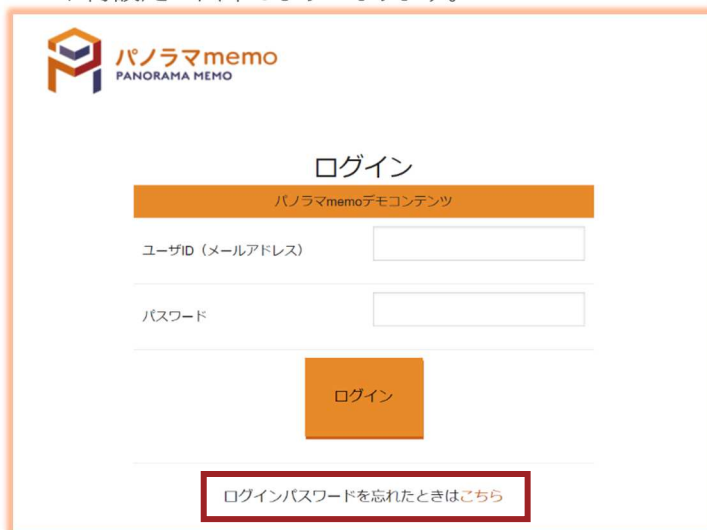 パノラマmemo
PANORAMA MEMO
ログイン
パノラマmemoデモコンテンツ
ユーザID（メールアドレス）
パスワード
ログイン
ログインパスワードを忘れたときはこちら